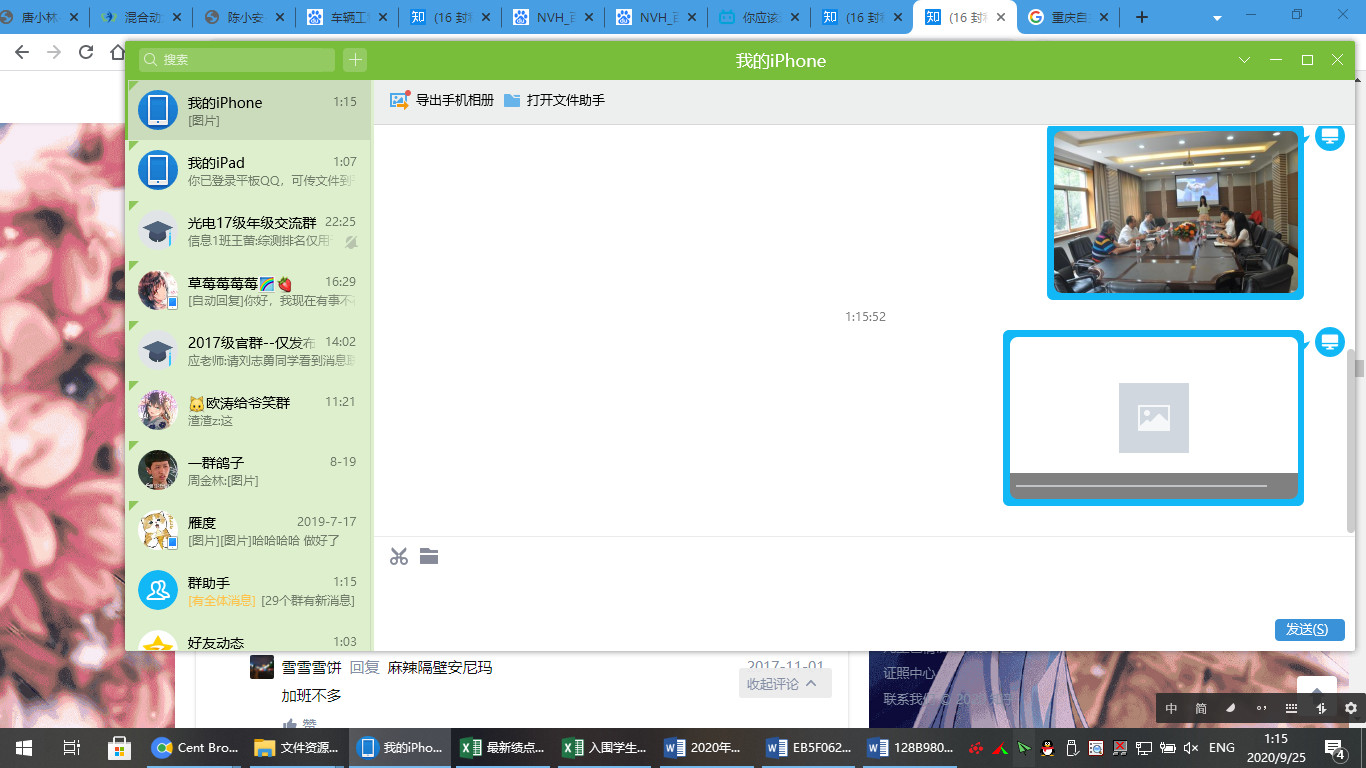 唐小林
混合动
陈小安
车辆工
(16 封
NVH_
NVH_
你应该
(16 封
(16 封
重庆自
搜索
我的iPhone
我的iPhone 1:15
[图片]
我的iPad 1:07
你已登录平板QQ，可传文件到
光电17级年级交流群 22:25
信息1班王茵:综测排名仅用
草莓莓莓莓 16:29
[自动回复]你好，我现在有事不
2017级官群--仅发布 14:02
应老师:请刘志勇同学看到消息
欧涛给爷笑群 11:21
渣渣z:这
一群鸽子 8-19
周金林:[图片]
雁度 2019-7-17
[图片][图片]哈哈哈哈 做好了
群助手 1:15
[有全体消息] [29个群有新消息]
好友动态 1:03
导出手机相册 打开文件助手
1:15:52
发送(S)
雪雪雪饼 回复 麻辣隔壁安尼玛 2017-11-01
加班不多
收起评论
赞
证照中心
联系我们 © 20
中 简
Cent Bro...
文件资源...
我的iPho...
最新绩点...
入围学生...
2020年...
EB5F062...
128B980...
ENG
1:15
2020/9/25
4